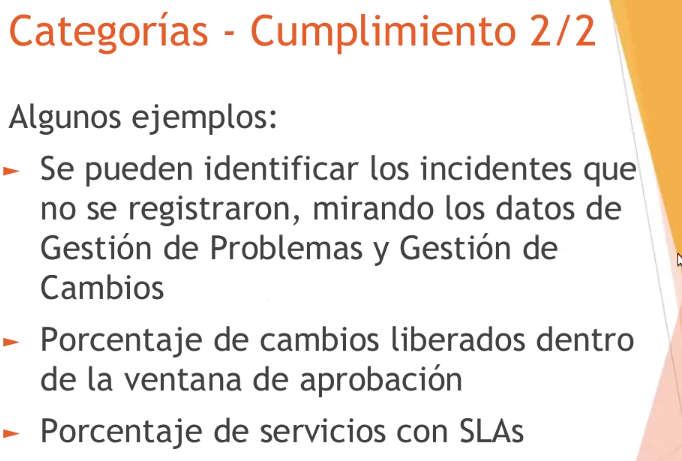 Categorías - Cumplimiento 2/2
Algunos ejemplos:
► Se pueden identificar los incidentes que
no se registraron, mirando los datos de
Gestión de Problemas y Gestión de
Cambios
► Porcentaje de cambios liberados dentro
de la ventana de aprobación
► Porcentaje de servicios con SLAs